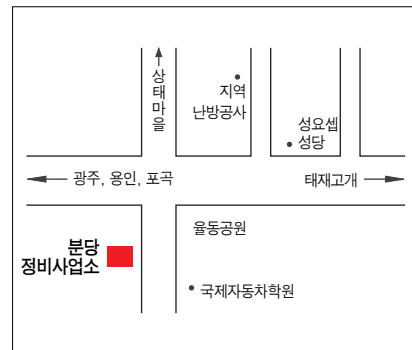 상태마을
지역
난방공사
성요셉
성당
광주, 용인, 포곡
태재고개
율동공원
분당
정비사업소
국제자동차학원